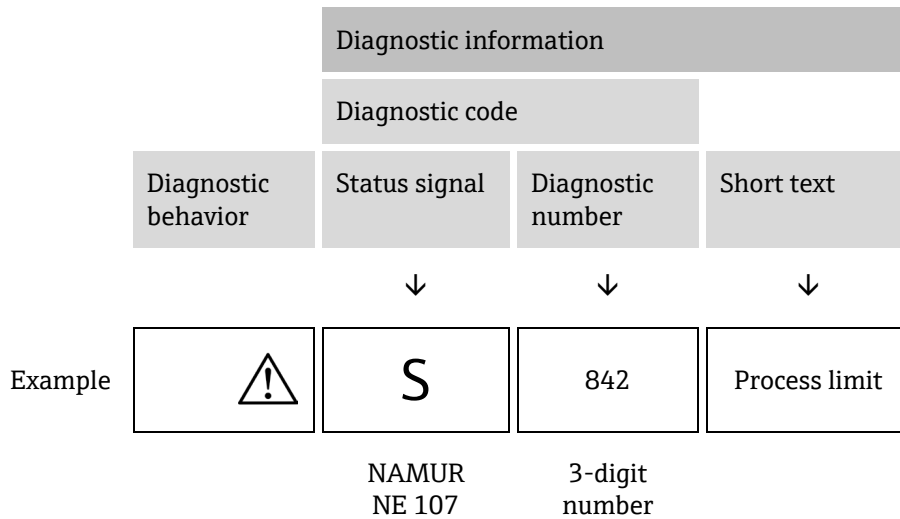 Diagnostic information
Diagnostic code
Diagnostic
behavior
Status signal
Diagnostic
number
Short text
Example
S
842
Process limit
NAMUR
NE 107
3-digit
number